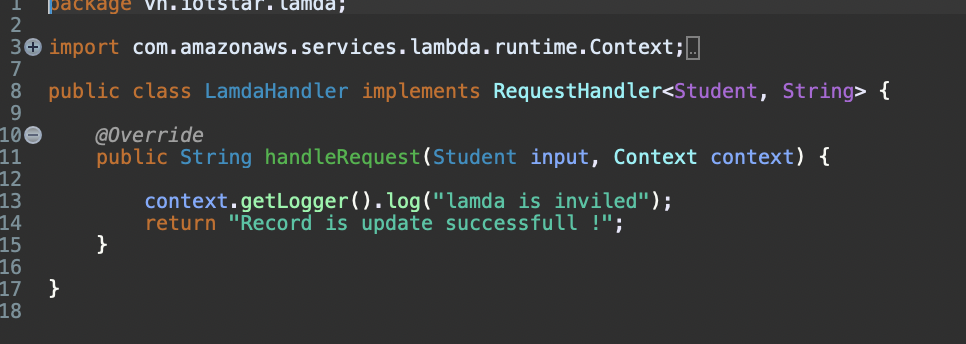 1 package vn.iotstar.lamda;
2
3 import com.amazonaws.services.lambda.runtime.Context;
7
8 public class LamdaHandler implements RequestHandler<Student, String> {
9
10 @Override
11 public String handleRequest(Student input, Context context) {
12
13 context.getLogger().log("lamda is inviled");
14 return "Record is update successfull !";
15 }
16
17 }
18